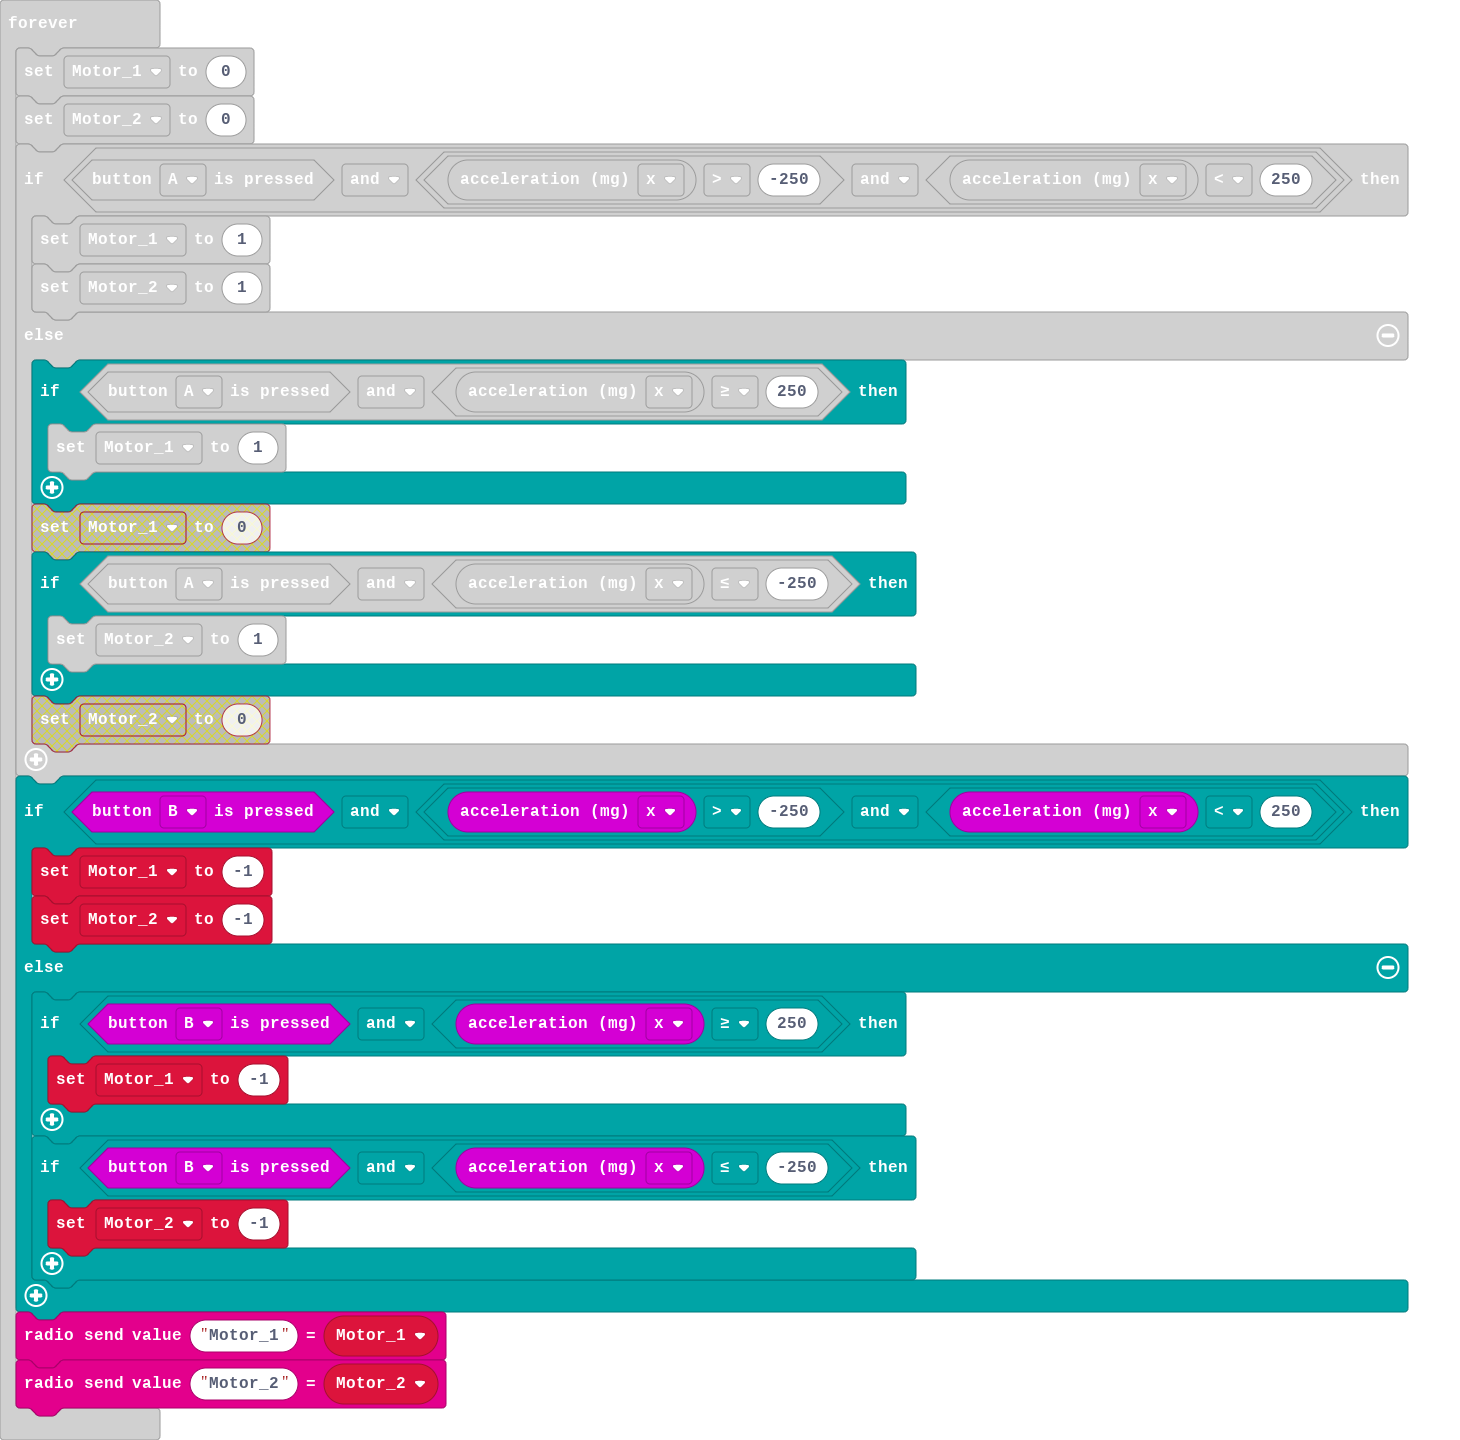 forever
set Motor_1 to 0
set Motor_2 to 0
if button A is pressed and acceleration (mg) x > -250 and acceleration (mg) x < 250 then
set Motor_1 to 1
set Motor_2 to 1
else
if button A is pressed and acceleration (mg) x ≥ 250 then
set Motor_1 to 1
set Motor_1 to 0
if button A is pressed and acceleration (mg) x ≤ -250 then
set Motor_2 to 1
set Motor_2 to 0
if button B is pressed and acceleration (mg) x > -250 and acceleration (mg) x < 250 then
set Motor_1 to -1
set Motor_2 to -1
else
if button B is pressed and acceleration (mg) x ≥ 250 then
set Motor_1 to -1
if button B is pressed and acceleration (mg) x ≤ -250 then
set Motor_2 to -1
radio send value "Motor_1" = Motor_1
radio send value "Motor_2" = Motor_2